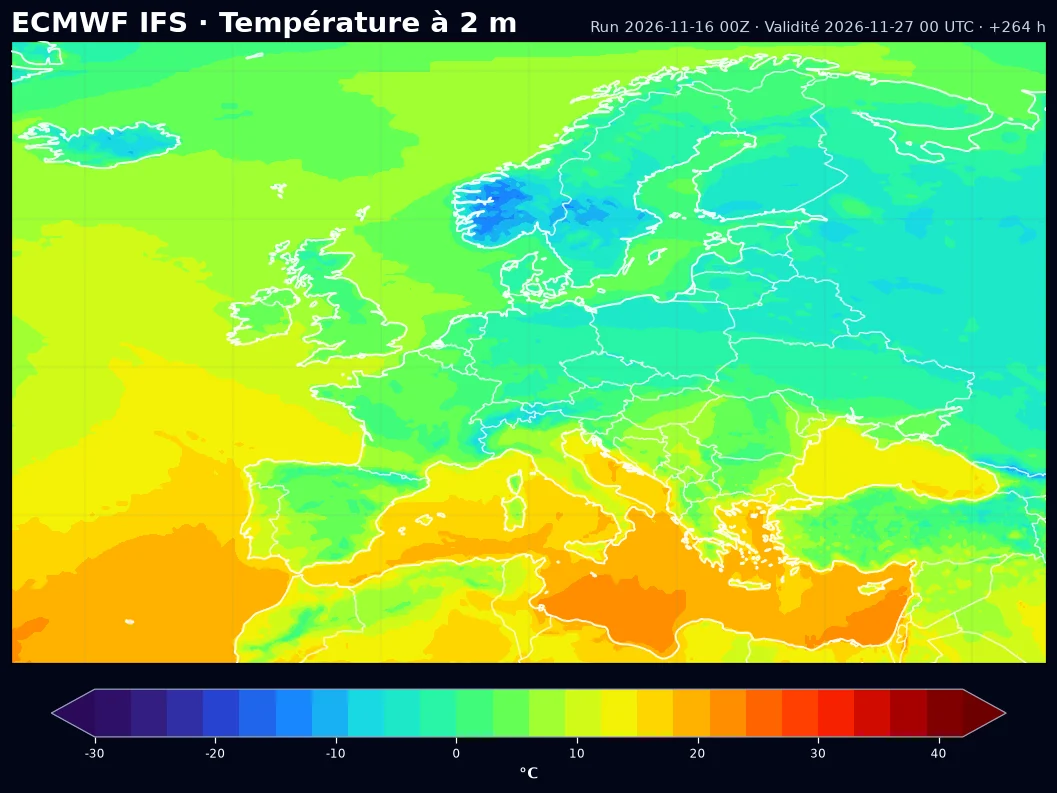 ECMWF IFS · Température à 2 m
Run 2026-11-16 00Z · Validité 2026-11-27 00 UTC · +264 h
-30 -20 -10 0 10 20 30 40
°C